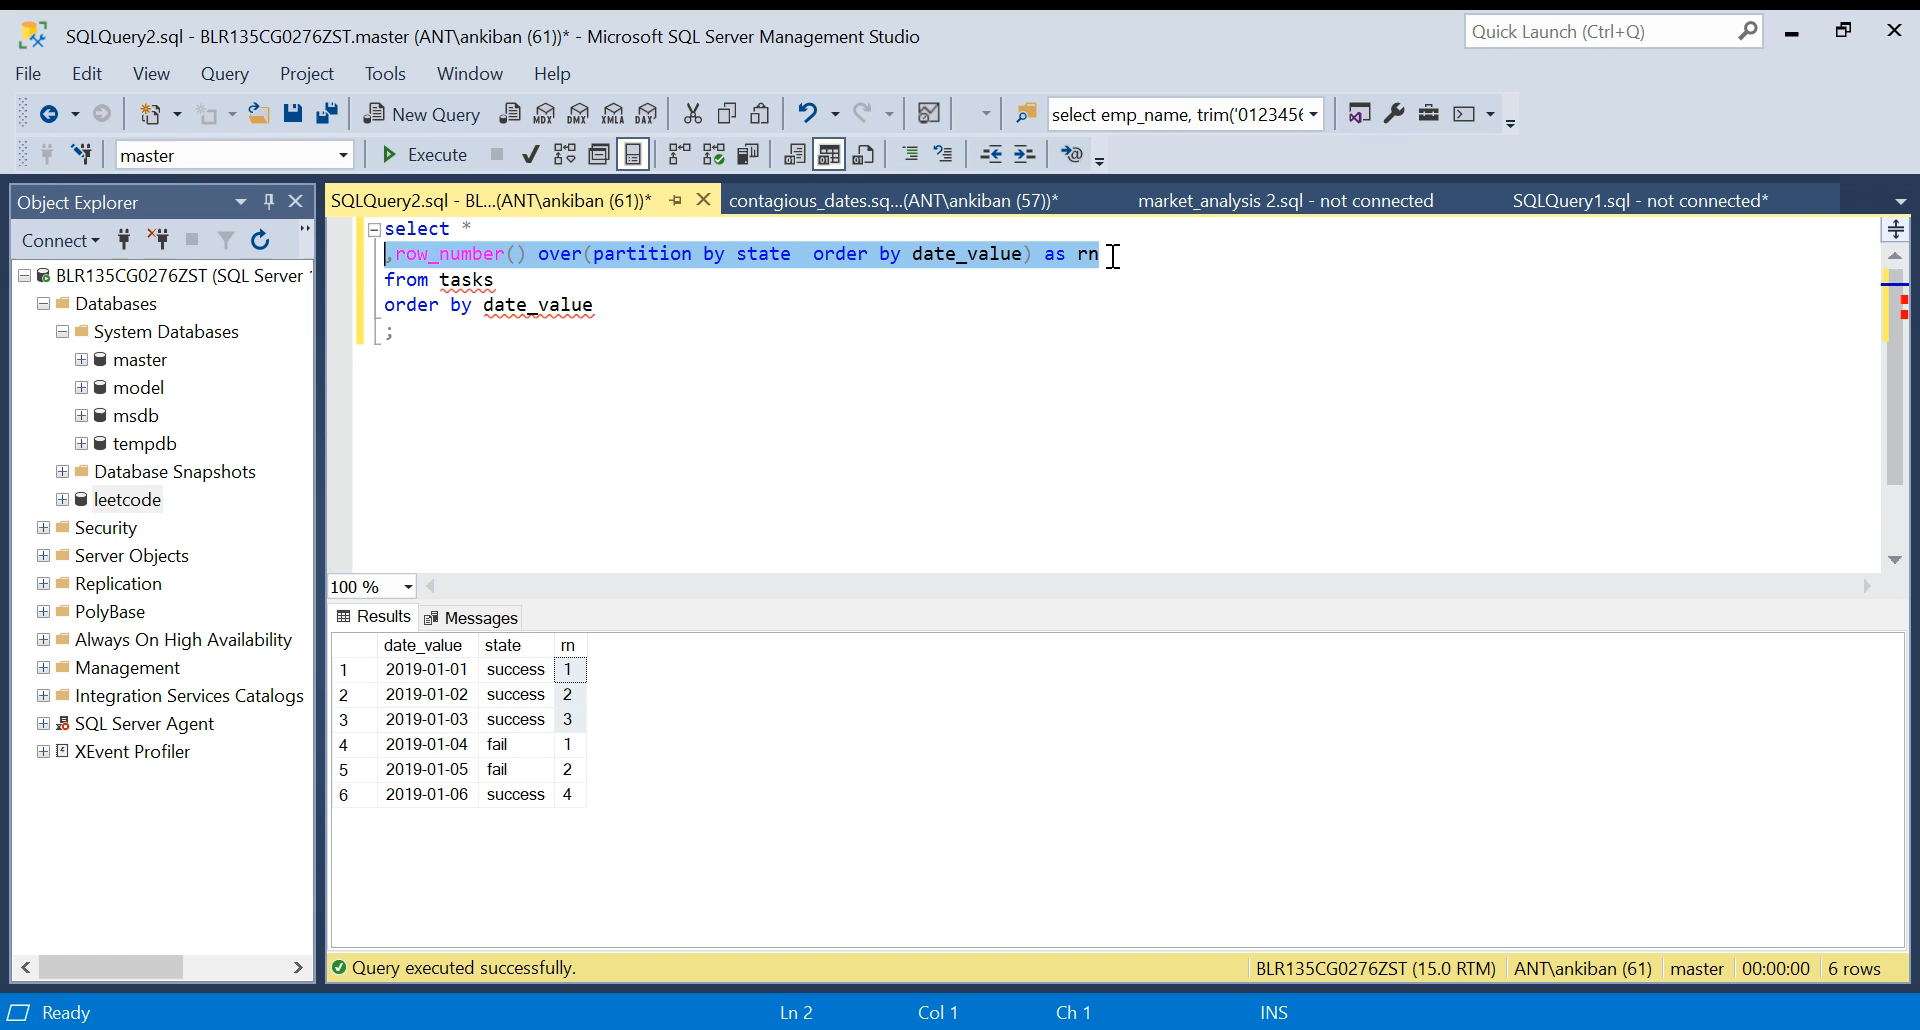 SQLQuery2.sql - BLR135CG0276ZST.master (ANT\ankiban (61))* - Microsoft SQL Server Management Studio
Quick Launch (Ctrl+Q)
File Edit View Query Project Tools Window Help
New Query
MDX DMX XMLA DAX
select emp_name, trim('0123456
master
Execute
Object Explorer
SQLQuery2.sql - BL...(ANT\ankiban (61))*
contagious_dates.sq...(ANT\ankiban (57))*
market_analysis 2.sql - not connected
SQLQuery1.sql - not connected*
Connect
BLR135CG0276ZST (SQL Server
Databases
System Databases
master
model
msdb
tempdb
Database Snapshots
leetcode
Security
Server Objects
Replication
PolyBase
Always On High Availability
Management
Integration Services Catalogs
SQL Server Agent
XEvent Profiler
select *
,row_number() over(partition by state  order by date_value) as rn
from tasks
order by date_value
;
100 %
Results Messages
date_value state rn
1 2019-01-01 success 1
2 2019-01-02 success 2
3 2019-01-03 success 3
4 2019-01-04 fail 1
5 2019-01-05 fail 2
6 2019-01-06 success 4
Query executed successfully.
BLR135CG0276ZST (15.0 RTM) ANT\ankiban (61) master 00:00:00 6 rows
Ready Ln 2 Col 1 Ch 1 INS